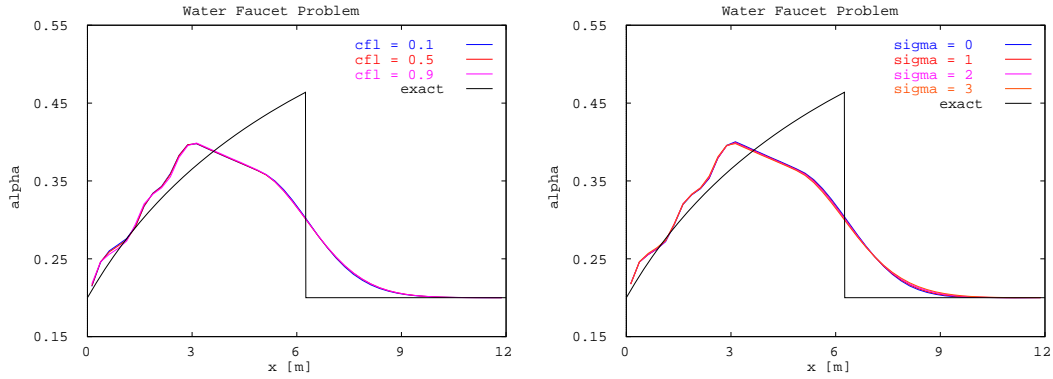 Water Faucet Problem
0.55
0.45
0.35
0.25
0.15
alpha
cfl = 0.1
cfl = 0.5
cfl = 0.9
exact
0
3
6
9
12
x [m]
Water Faucet Problem
0.55
0.45
0.35
0.25
0.15
alpha
sigma = 0
sigma = 1
sigma = 2
sigma = 3
exact
0
3
6
9
12
x [m]